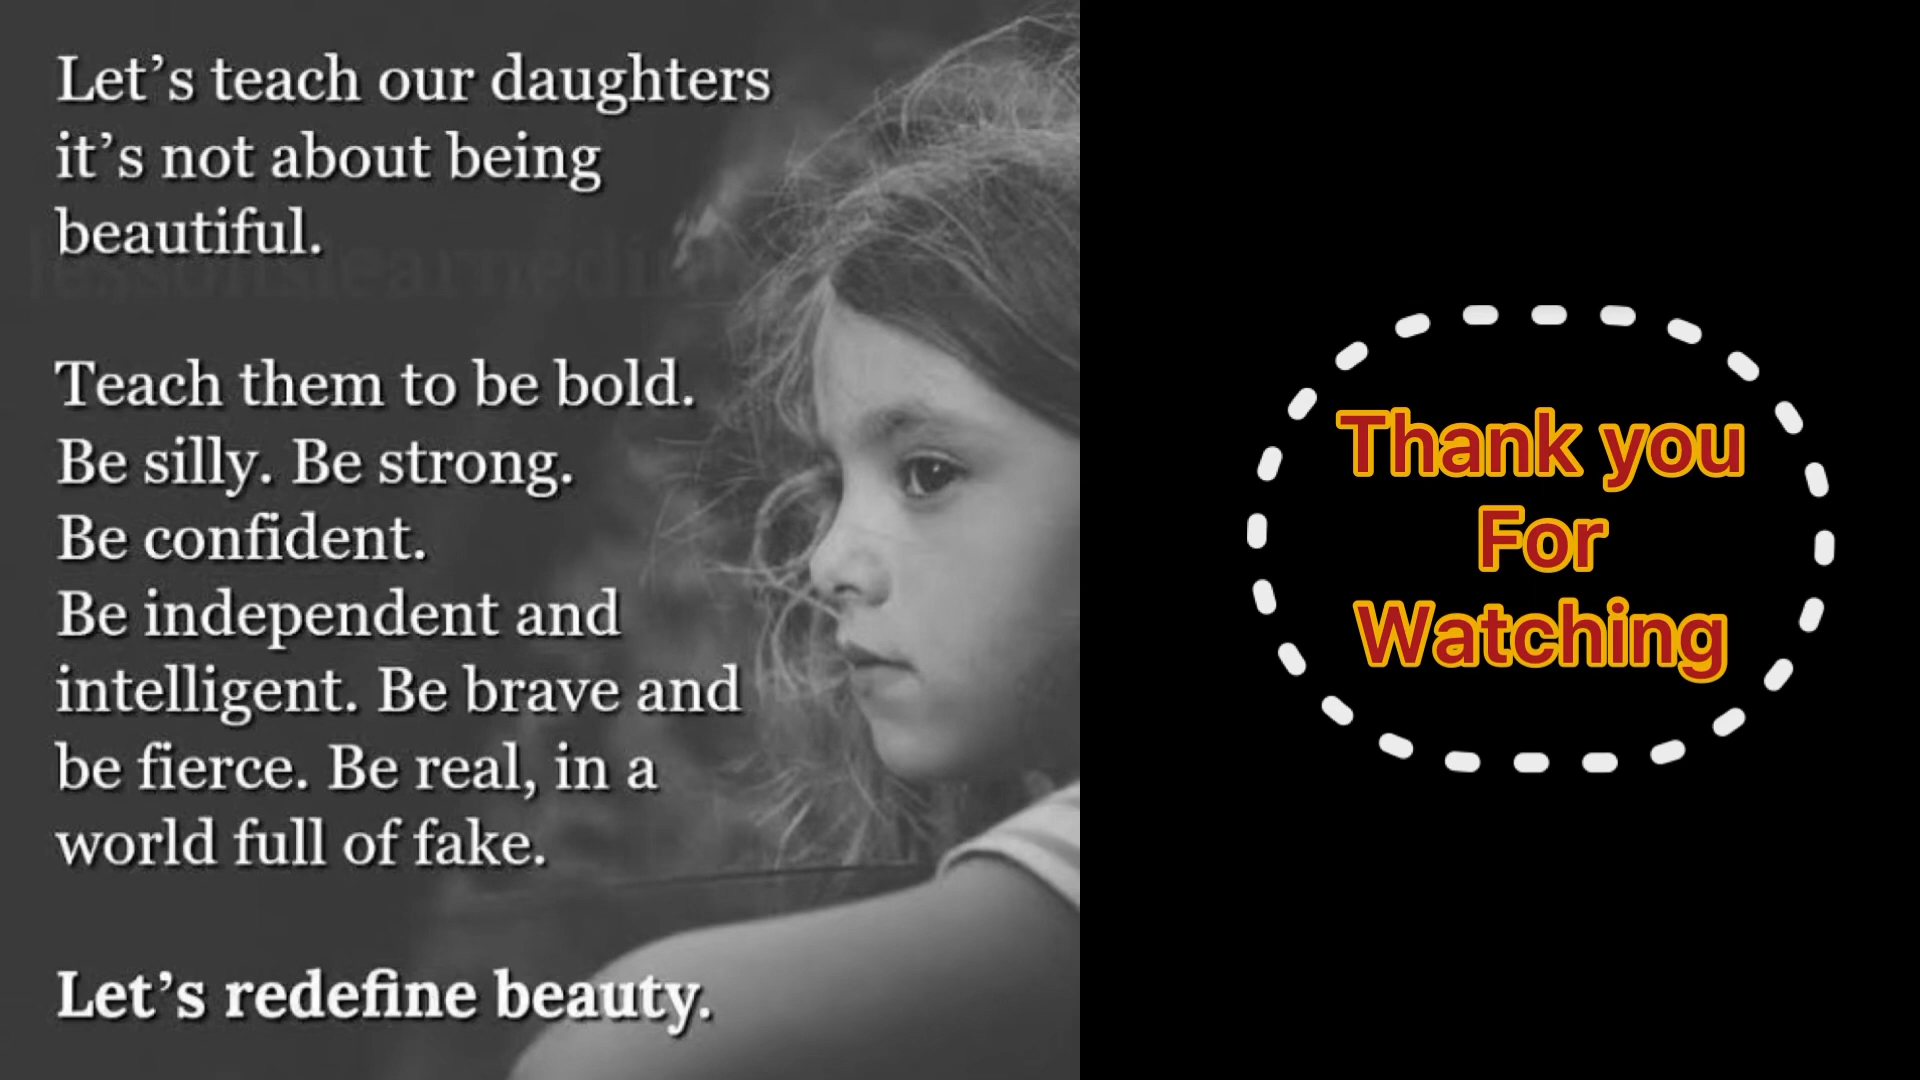 Let’s teach our daughters
it’s not about being
beautiful.
Teach them to be bold.
Be silly. Be strong.
Be confident.
Be independent and
intelligent. Be brave and
be fierce. Be real, in a
world full of fake.
Let’s redefine beauty.
Thank you
For
Watching